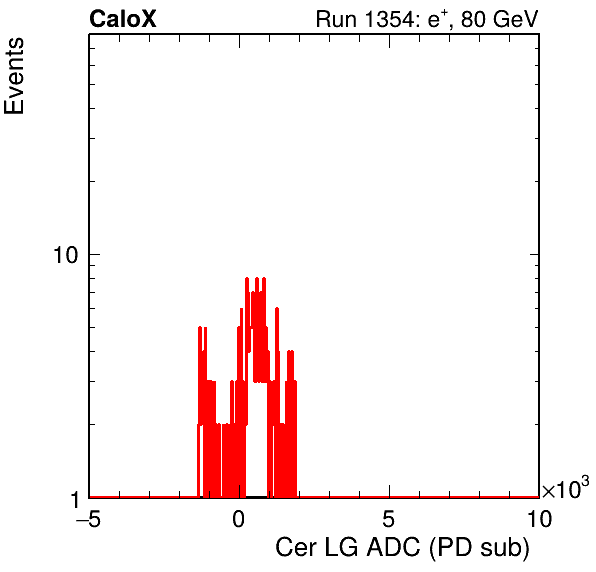 CaloX
Run 1354: e⁺, 80 GeV
Events
10
1
−5
0
5
10
×10³
Cer LG ADC (PD sub)